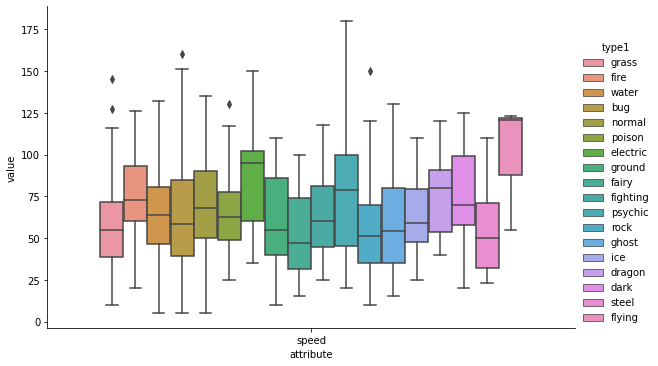 175
150
125
100
75
50
25
0
value
speed
attribute
type1
grass
fire
water
bug
normal
poison
electric
ground
fairy
fighting
psychic
rock
ghost
ice
dragon
dark
steel
flying